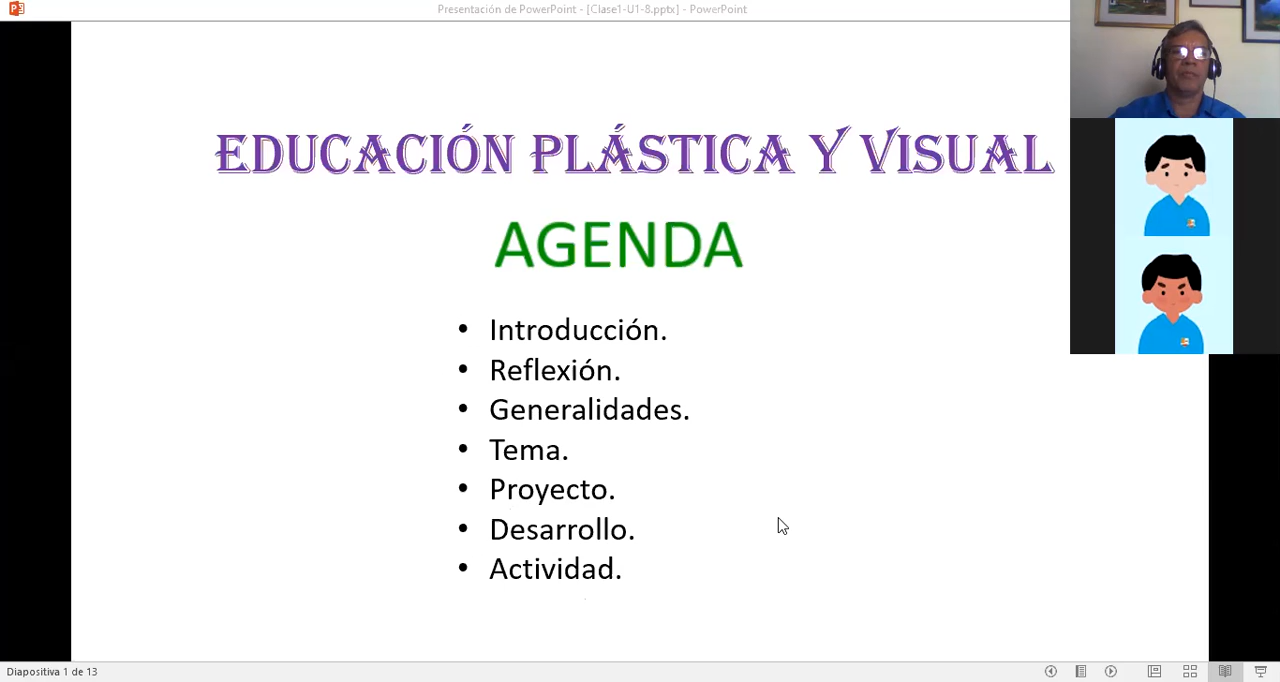 Presentación de PowerPoint - [Clase1-U1-8.pptx] - PowerPoint
EDUCACIÓN PLÁSTICA Y VISUAL
AGENDA
• Introducción.
• Reflexión.
• Generalidades.
• Tema.
• Proyecto.
• Desarrollo.
• Actividad.
Diapositiva 1 de 13